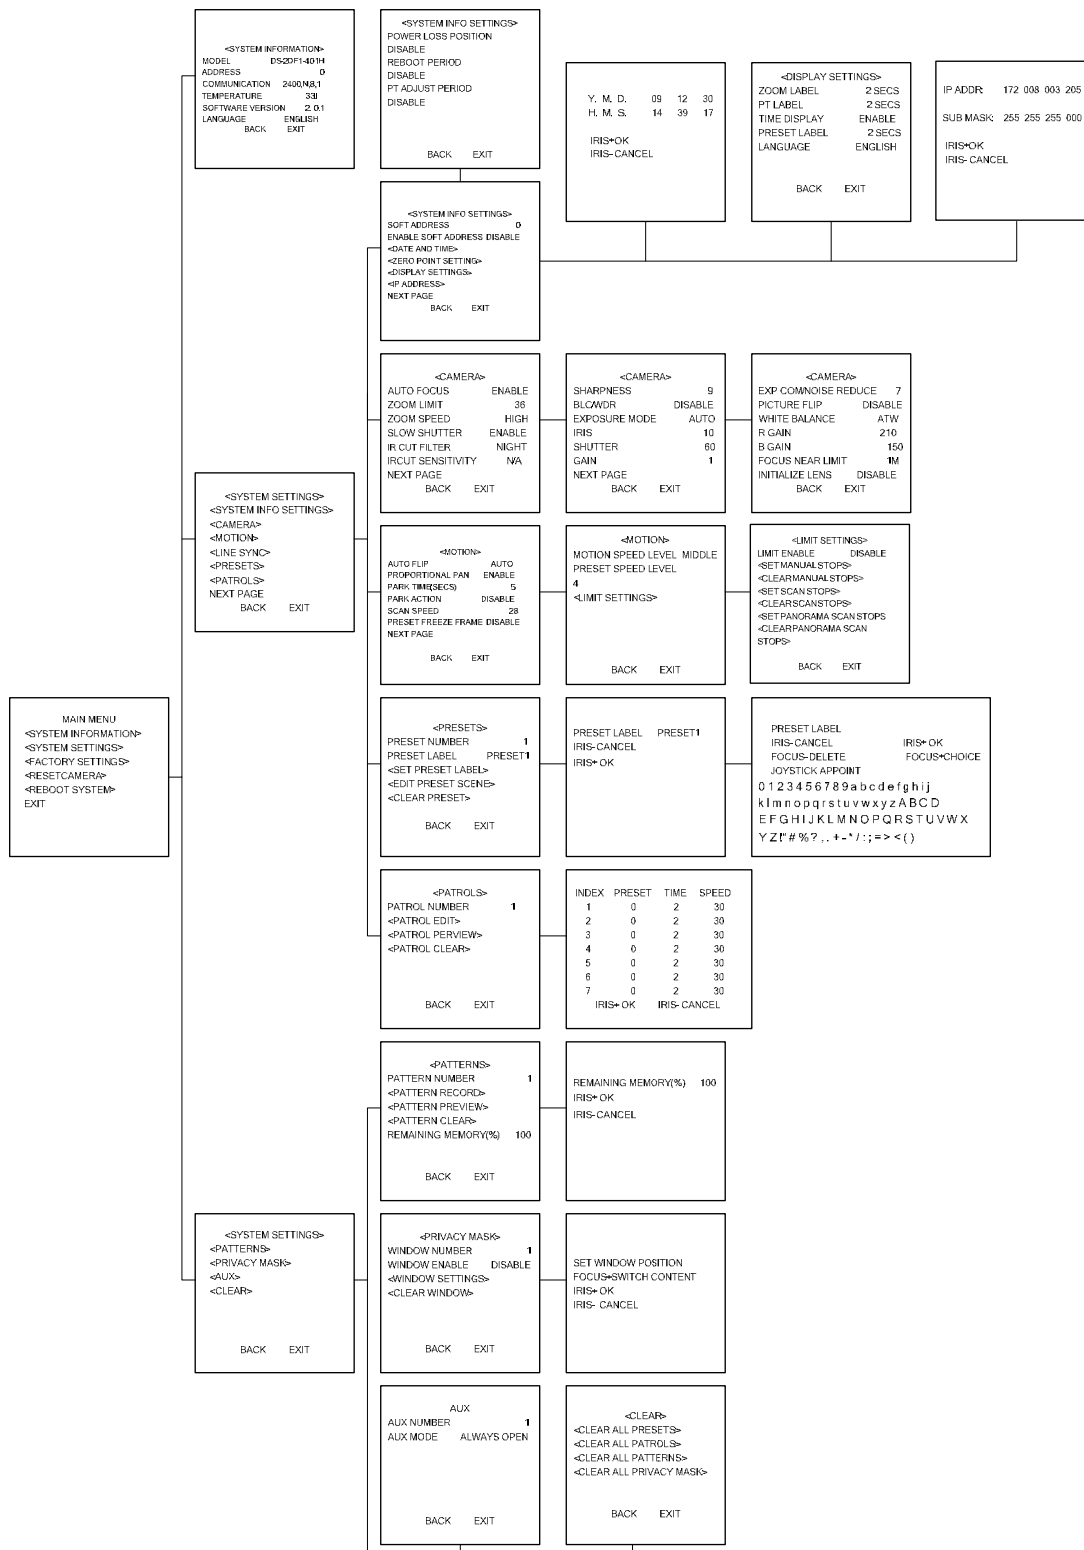 <SYSTEM INFORMATION>
MODEL DS-2DF1-401H
ADDRESS 0
COMMUNICATION 2400,N,8,1
TEMPERATURE
SOFTWARE VERSION 2.0.1
LANGUAGE ENGLISH
BACK EXIT
<SYSTEM INFO SETTINGS>
POWER LOSS POSITION
DISABLE
REBOOT PERIOD
DISABLE
PT ADJUST PERIOD
DISABLE
BACK EXIT
Y. M. D. 09 12 30
H. M. S. 14 39 17
IRIS+OK
IRIS-CANCEL
<DISPLAY SETTINGS>
ZOOM LABEL 2 SECS
PT LABEL 2 SECS
TIME DISPLAY ENABLE
PRESET LABEL 2 SECS
LANGUAGE ENGLISH
BACK EXIT
IP ADDR: 172 008 003 205
SUB MASK: 255 255 255 000
IRIS+OK
IRIS-CANCEL
<SYSTEM INFO SETTINGS>
SOFT ADDRESS 0
ENABLE SOFT ADDRESS DISABLE
<DATE AND TIME>
<ZERO POINT SETTING>
<DISPLAY SETTINGS>
<IP ADDRESS>
NEXT PAGE
BACK EXIT
<CAMERA>
AUTO FOCUS ENABLE
ZOOM LIMIT 36
ZOOM SPEED HIGH
SLOW SHUTTER ENABLE
IR CUT FILTER NIGHT
IRCUT SENSITIVITY N/A
NEXT PAGE
BACK EXIT
<CAMERA>
SHARPNESS 9
BLC/WDR DISABLE
EXPOSURE MODE AUTO
IRIS 10
SHUTTER 60
GAIN 1
NEXT PAGE
BACK EXIT
<CAMERA>
EXP COM/NOISE REDUCE 7
PICTURE FLIP DISABLE
WHITE BALANCE ATW
R GAIN 210
B GAIN 150
FOCUS NEAR LIMIT 1M
INITIALIZE LENS DISABLE
BACK EXIT
<SYSTEM SETTINGS>
<SYSTEM INFO SETTINGS>
<CAMERA>
<MOTION>
<LINE SYNC>
<PRESETS>
<PATROLS>
NEXT PAGE
BACK EXIT
<MOTION>
AUTO FLIP AUTO
PROPORTIONAL PAN ENABLE
PARK TIME(SECS) 5
PARK ACTION DISABLE
SCAN SPEED 28
PRESET FREEZE FRAME DISABLE
NEXT PAGE
BACK EXIT
<MOTION>
MOTION SPEED LEVEL MIDDLE
PRESET SPEED LEVEL
4
<LIMIT SETTINGS>
BACK EXIT
<LIMIT SETTINGS>
LIMIT ENABLE DISABLE
<SET MANUAL STOPS>
<CLEAR MANUAL STOPS>
<SET SCAN STOPS>
<CLEAR SCAN STOPS>
<SET PANORAMA SCAN STOPS
<CLEAR PANORAMA SCAN
STOPS>
BACK EXIT
MAIN MENU
<SYSTEM INFORMATION>
<SYSTEM SETTINGS>
<FACTORY SETTINGS>
<RESET CAMERA>
<REBOOT SYSTEM>
EXIT
<PRESETS>
PRESET NUMBER 1
PRESET LABEL PRESET1
<SET PRESET LABEL>
<EDIT PRESET SCENE>
<CLEAR PRESET>
BACK EXIT
PRESET LABEL PRESET1
IRIS-CANCEL
IRIS+ OK
PRESET LABEL
IRIS-CANCEL IRIS+ OK
FOCUS-DELETE FOCUS+CHOICE
JOYSTICK APPOINT
0 1 2 3 4 5 6 7 8 9 a b c d e f g h i j
k l m n o p q r s t u v w x y z A B C D
E F G H I J K L M N O P Q R S T U V W X
Y Z ! " # % ? , . + - * / : ; = > < ( )
<PATROLS>
PATROL NUMBER 1
<PATROL EDIT>
<PATROL PERVIEW>
<PATROL CLEAR>
BACK EXIT
INDEX PRESET TIME SPEED
1 0 2 30
2 0 2 30
3 0 2 30
4 0 2 30
5 0 2 30
6 0 2 30
7 0 2 30
IRIS+ OK IRIS- CANCEL
<PATTERNS>
PATTERN NUMBER 1
<PATTERN RECORD>
<PATTERN PREVIEW>
<PATTERN CLEAR>
REMAINING MEMORY(%) 100
BACK EXIT
REMAINING MEMORY(%) 100
IRIS+ OK
IRIS-CANCEL
<SYSTEM SETTINGS>
<PATTERNS>
<PRIVACY MASK>
<AUX>
<CLEAR>
BACK EXIT
<PRIVACY MASK>
WINDOW NUMBER 1
WINDOW ENABLE DISABLE
<WINDOW SETTINGS>
<CLEAR WINDOW>
BACK EXIT
SET WINDOW POSITION
FOCUS+SWITCH CONTENT
IRIS+ OK
IRIS- CANCEL
AUX
AUX NUMBER 1
AUX MODE ALWAYS OPEN
BACK EXIT
<CLEAR>
<CLEAR ALL PRESETS>
<CLEAR ALL PATROLS>
<CLEAR ALL PATTERNS>
<CLEAR ALL PRIVACY MASK>
BACK EXIT